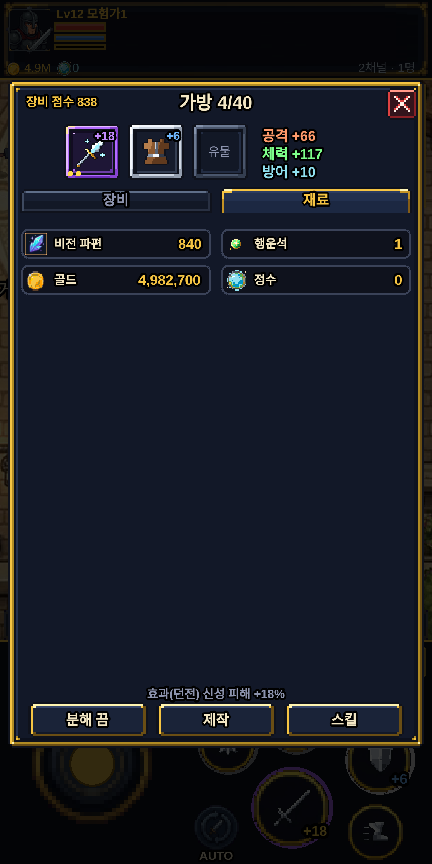 Lv12 모험가1
4.9M 0
2채널 · 1명
장비 점수 838
가방 4/40
+18
+6
유물
공격 +66
체력 +117
방어 +10
장비
재료
비전 파편 840
행운석 1
골드 4,982,700
정수 0
효과(던전) 신성 피해 +18%
분해 끔
제작
스킬
+6
+18
AUTO